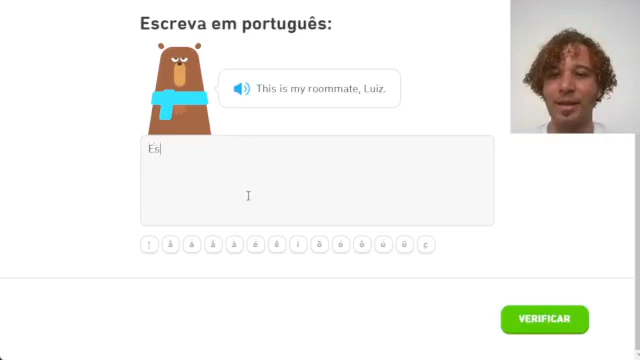 Escreva em português:
This is my roommate, Luiz.
Es
ã á â à é ê í õ ó ô ú ü ç
VERIFICAR